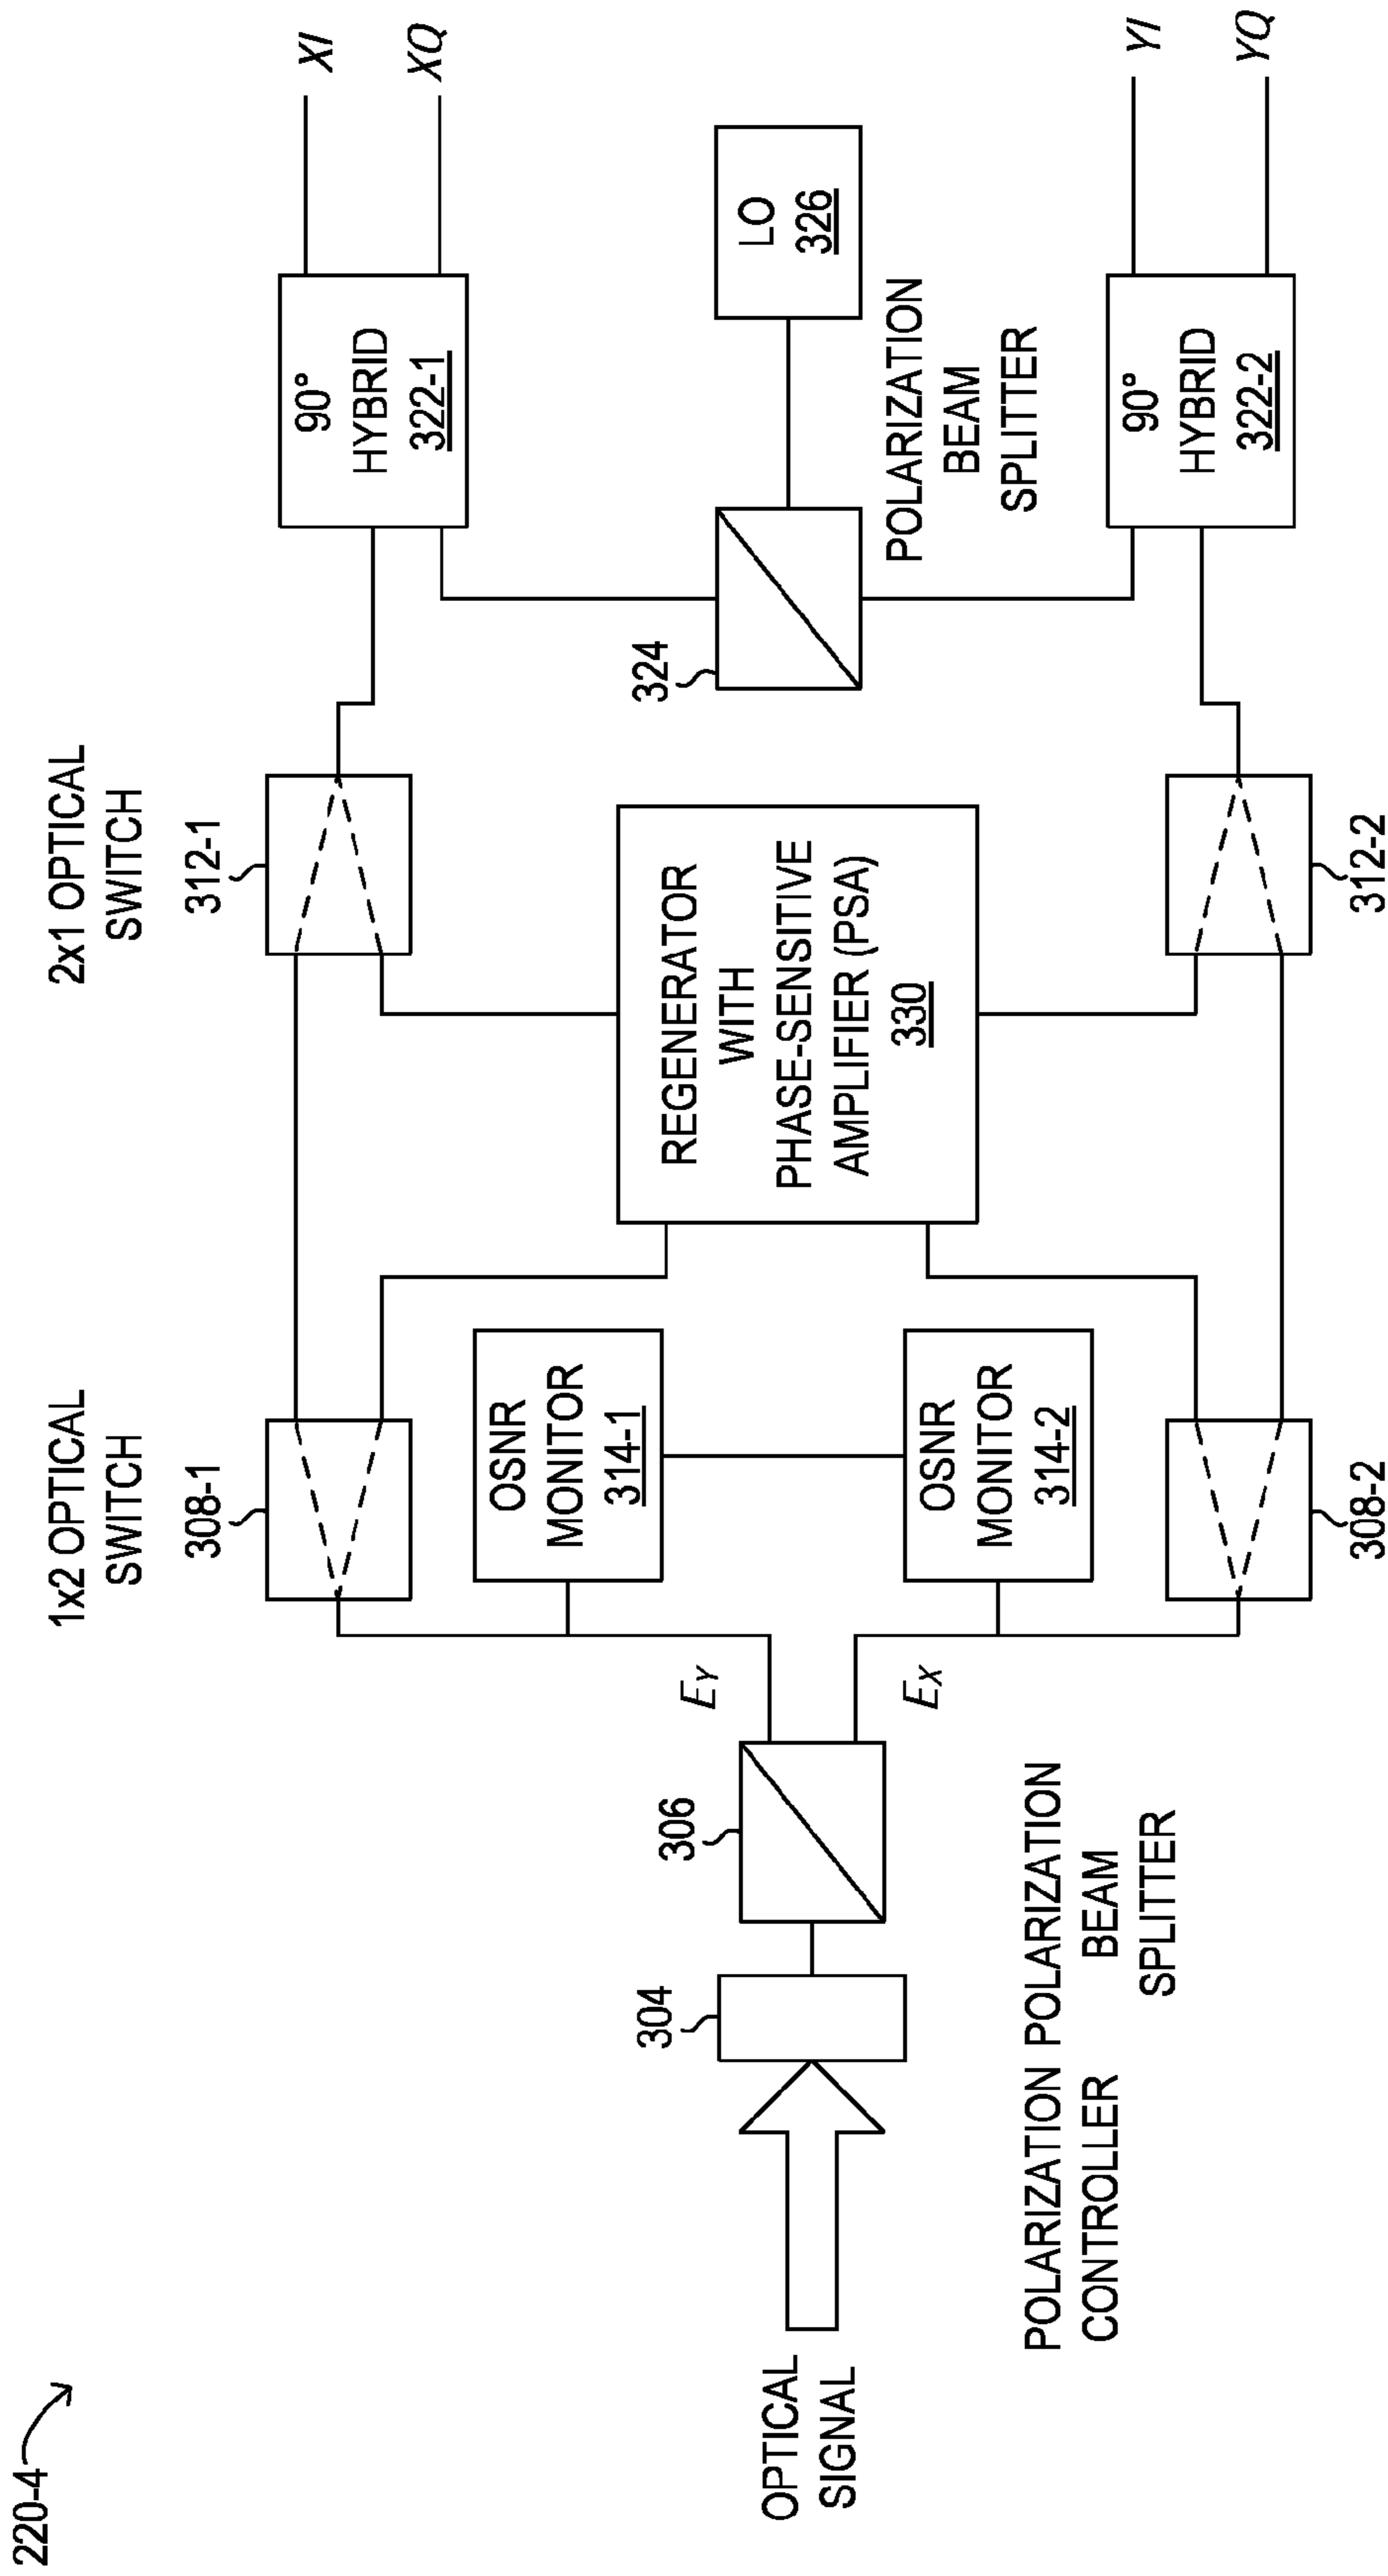 220-4
OPTICAL
SIGNAL
304
POLARIZATION
CONTROLLER
306
POLARIZATION
BEAM
SPLITTER
EY
EX
1x2 OPTICAL
SWITCH
308-1
OSNR
MONITOR
314-1
OSNR
MONITOR
314-2
308-2
2x1 OPTICAL
SWITCH
312-1
REGENERATOR
WITH
PHASE-SENSITIVE
AMPLIFIER (PSA)
330
312-2
324
POLARIZATION
BEAM
SPLITTER
90°
HYBRID
322-1
LO
326
90°
HYBRID
322-2
XI
XQ
YI
YQ